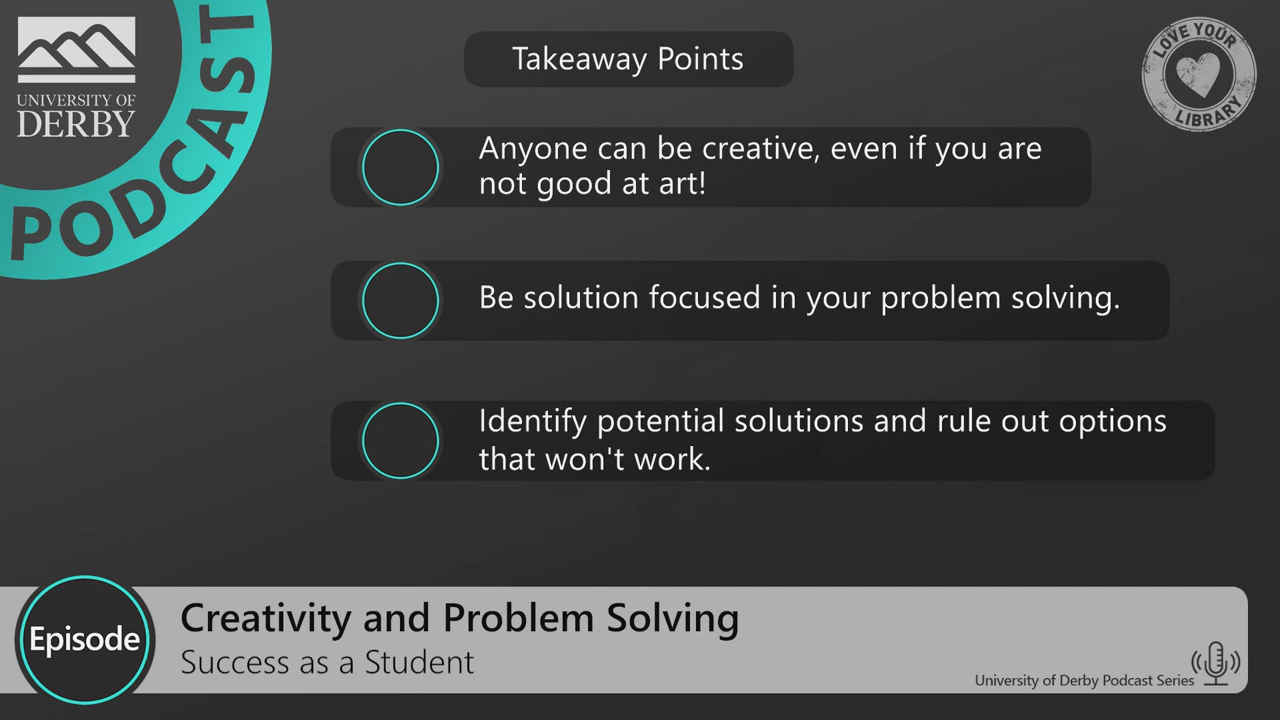 UNIVERSITY OF
DERBY
PODCAST
Takeaway Points
LOVE YOUR
LIBRARY
Anyone can be creative, even if you are
not good at art!
Be solution focused in your problem solving.
Identify potential solutions and rule out options
that won't work.
Episode
Creativity and Problem Solving
Success as a Student
University of Derby Podcast Series